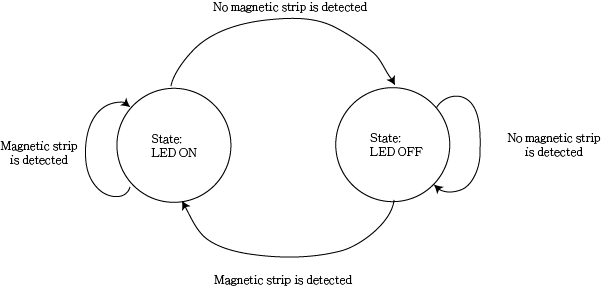 No magnetic strip is detected
Magnetic strip
is detected
State:
LED ON
State:
LED OFF
No magnetic strip
is detected
Magnetic strip is detected